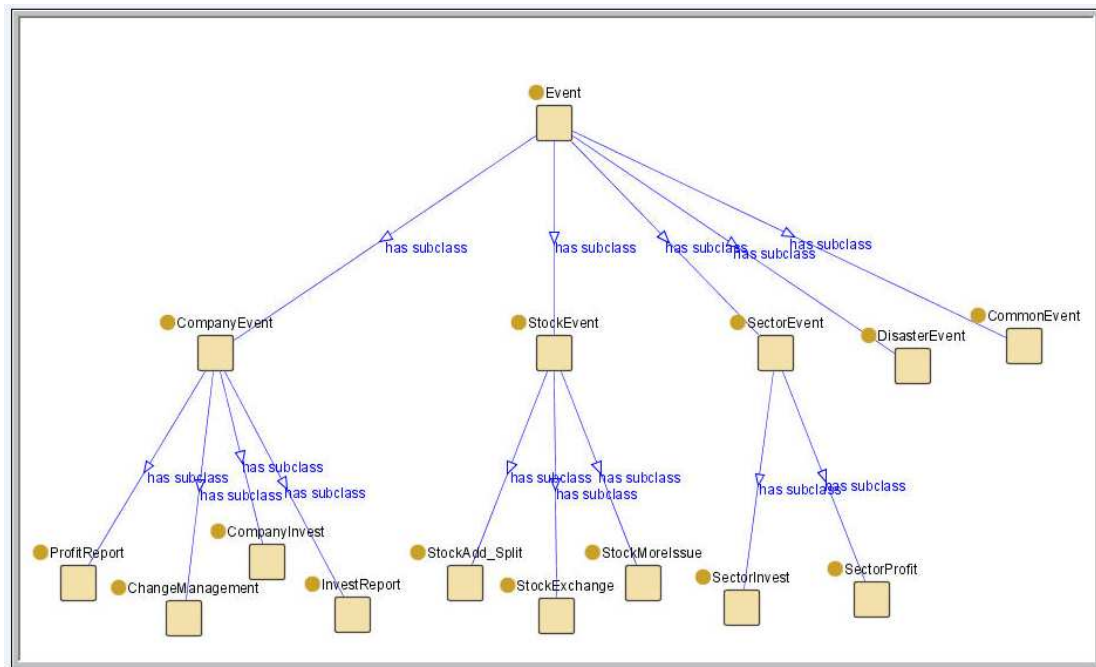 Event
has subclass
has subclass
has subclass
has subclass
has subclass
CompanyEvent
StockEvent
SectorEvent
DisasterEvent
CommonEvent
has subclass
has subclass
has subclass
has subclass
has subclass
has subclass
has subclass
has subclass
has subclass
ProfitReport
ChangeManagement
CompanyInvest
InvestReport
StockAdd_Split
StockExchange
StockMoreIssue
SectorInvest
SectorProfit